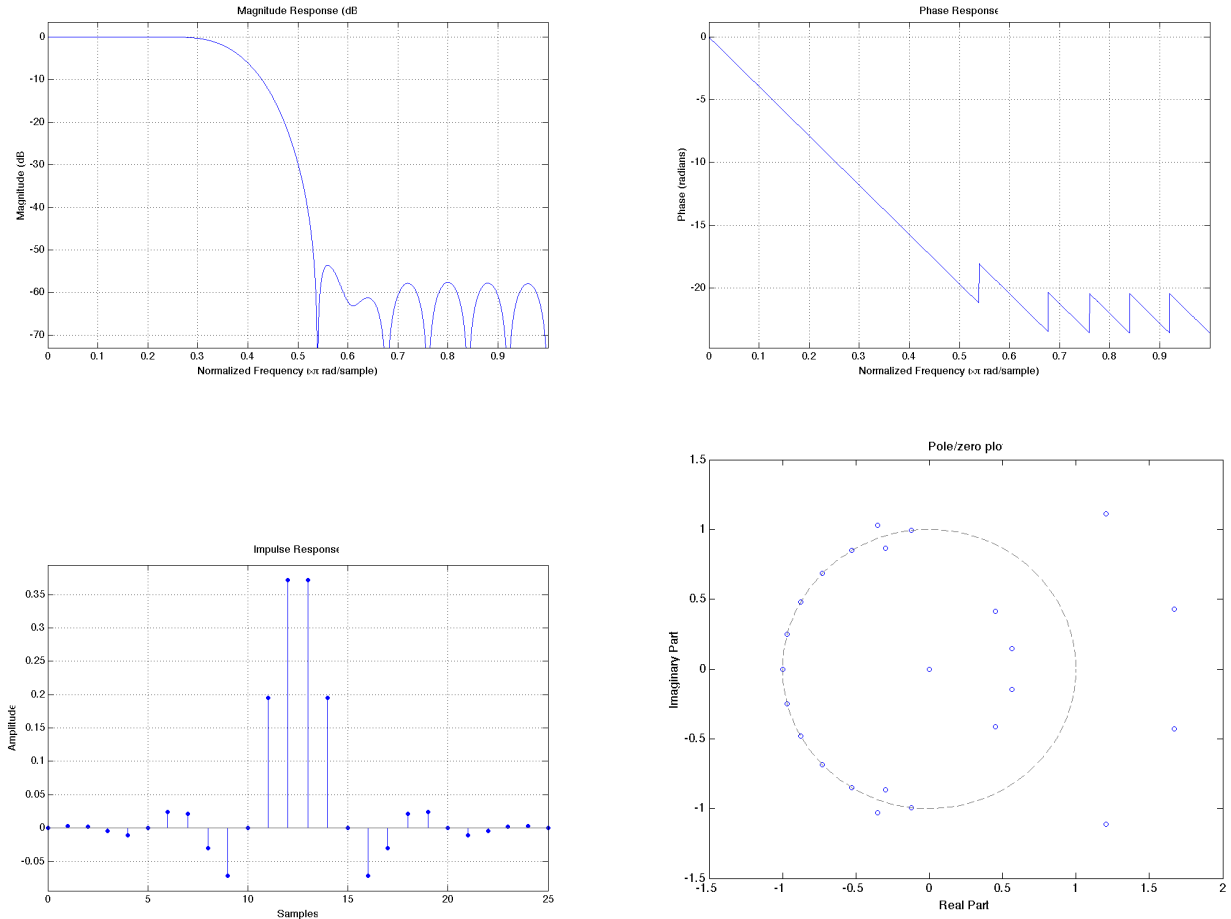 Magnitude Response (dB
0
-10
-20
-30
-40
-50
-60
-70
Magnitude (dB
0 0.1 0.2 0.3 0.4 0.5 0.6 0.7 0.8 0.9
Normalized Frequency (×π rad/sample)
Phase Response
0
-5
-10
-15
-20
Phase (radians)
0 0.1 0.2 0.3 0.4 0.5 0.6 0.7 0.8 0.9
Normalized Frequency (×π rad/sample)
Impulse Response
0.35
0.3
0.25
0.2
0.15
0.1
0.05
0
-0.05
Amplitude
0 5 10 15 20 25
Samples
Pole/zero plo
1.5
1
0.5
0
-0.5
-1
-1.5
Imaginary Part
-1.5 -1 -0.5 0 0.5 1 1.5 2
Real Part